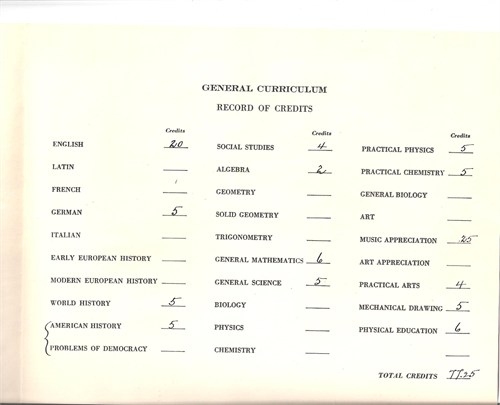 GENERAL CURRICULUM
RECORD OF CREDITS
Credits
ENGLISH 20
LATIN
FRENCH
GERMAN 5
ITALIAN
EARLY EUROPEAN HISTORY
MODERN EUROPEAN HISTORY
WORLD HISTORY 5
AMERICAN HISTORY 5
PROBLEMS OF DEMOCRACY
Credits
SOCIAL STUDIES 4
ALGEBRA 2
GEOMETRY
SOLID GEOMETRY
TRIGONOMETRY
GENERAL MATHEMATICS 6
GENERAL SCIENCE 5
BIOLOGY
PHYSICS
CHEMISTRY
Credits
PRACTICAL PHYSICS 5
PRACTICAL CHEMISTRY 5
GENERAL BIOLOGY
ART
MUSIC APPRECIATION .25
ART APPRECIATION
PRACTICAL ARTS 4
MECHANICAL DRAWING 5
PHYSICAL EDUCATION 6
TOTAL CREDITS 77.25